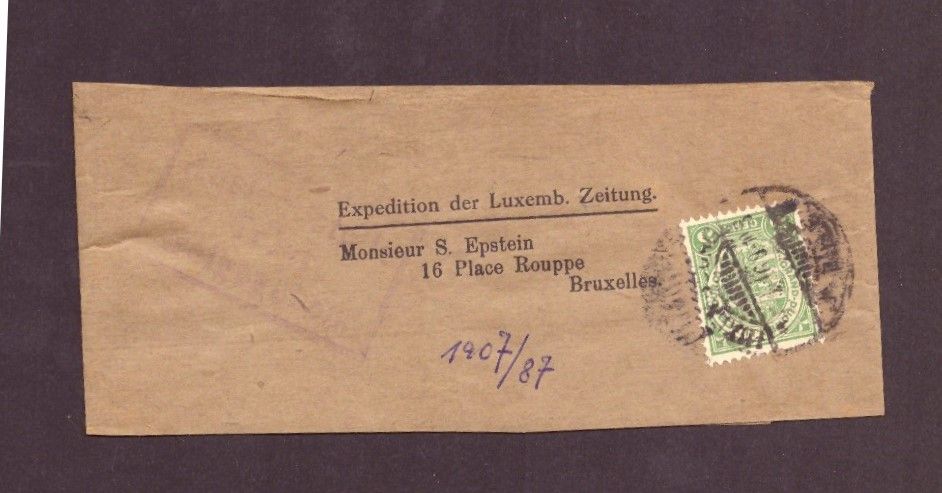 Expedition der Luxemb. Zeitung.
Monsieur S. Epstein
16 Place Rouppe
Bruxelles.
1907/87